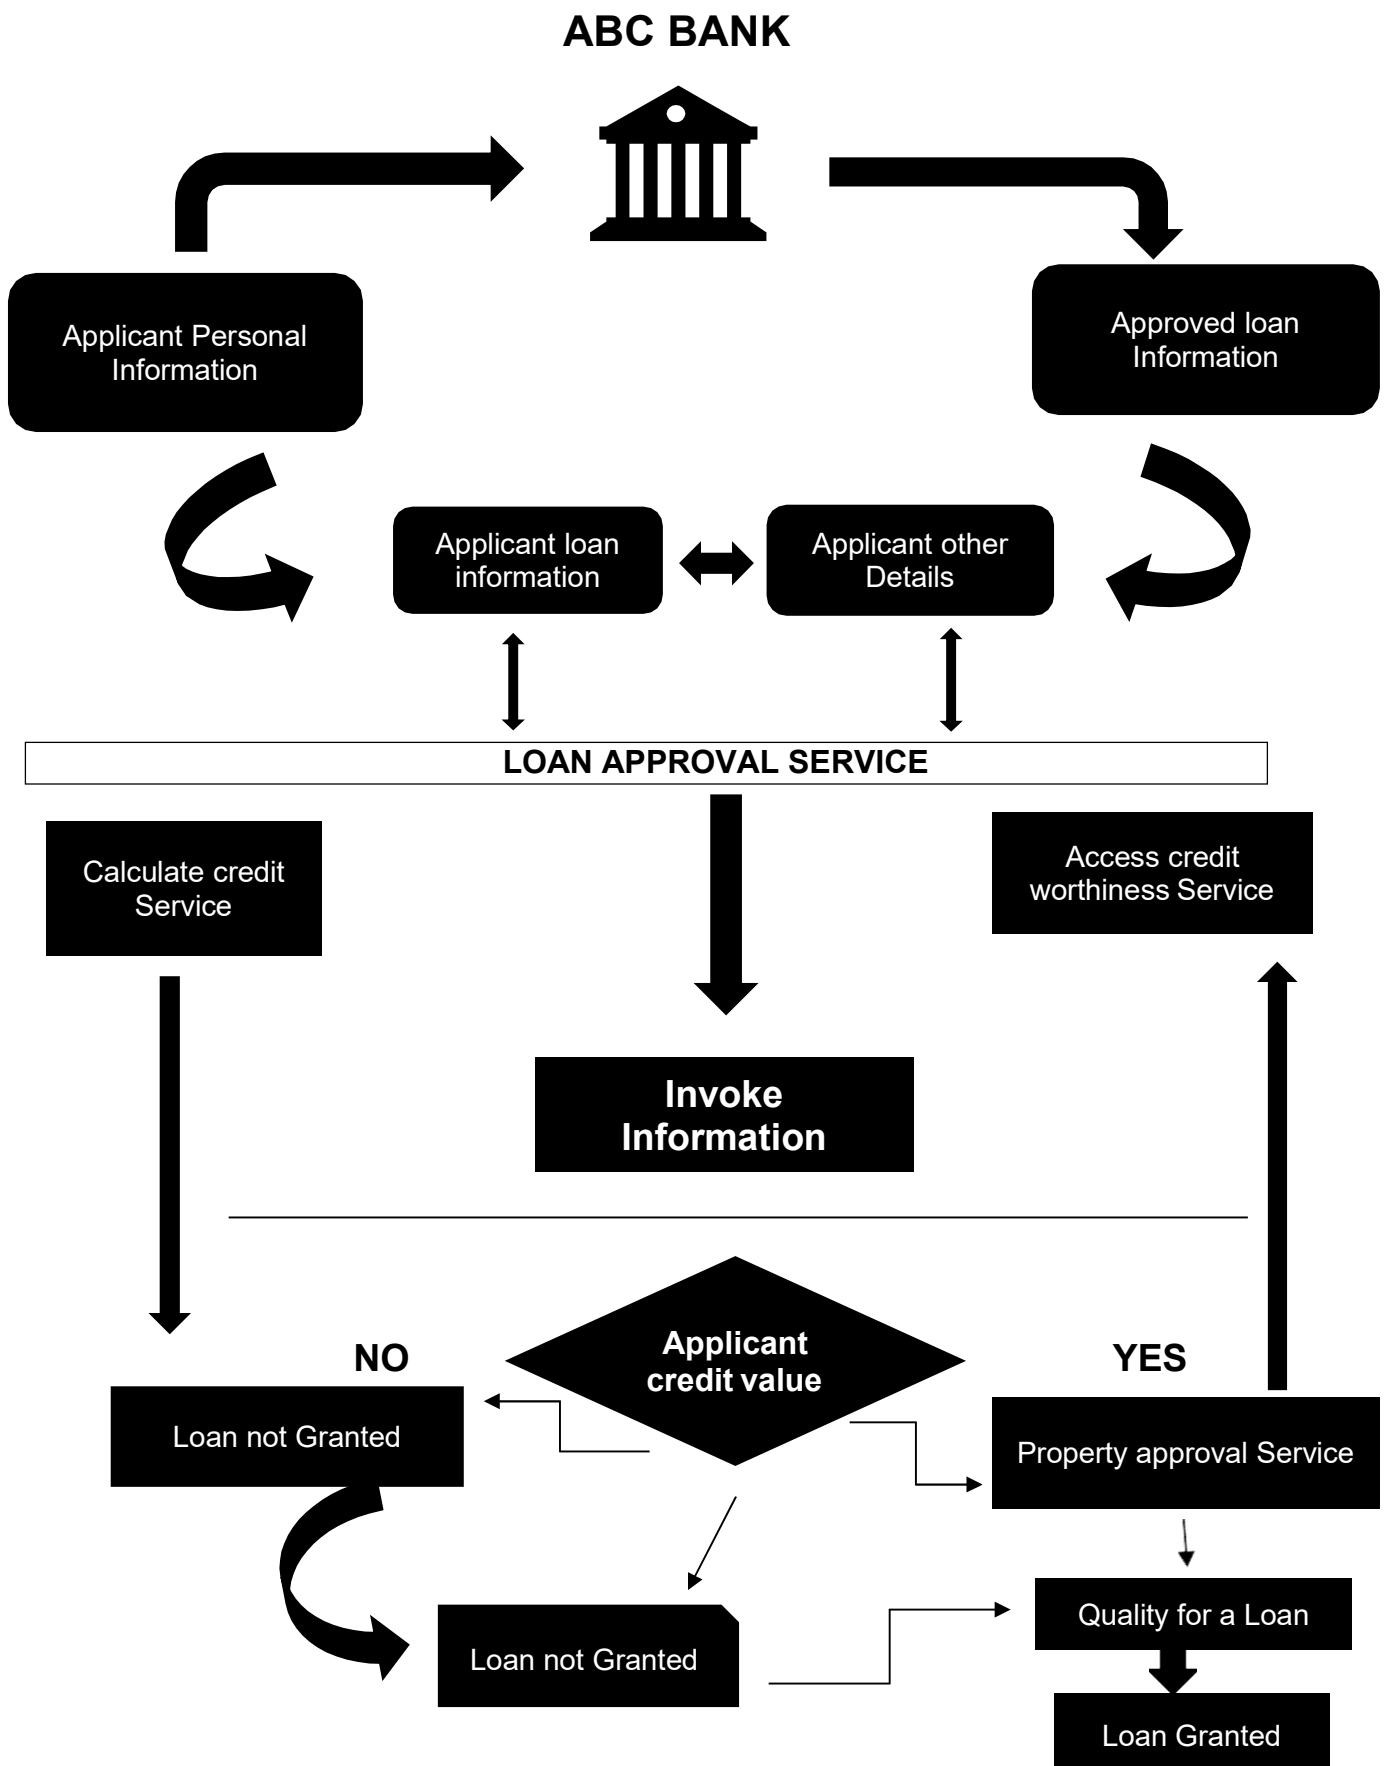 ABC BANK
Applicant Personal
Information
Approved loan
Information
Applicant loan
information
Applicant other
Details
LOAN APPROVAL SERVICE
Calculate credit
Service
Access credit
worthiness Service
Invoke
Information
Applicant
credit value
NO
YES
Loan not Granted
Property approval Service
Loan not Granted
Quality for a Loan
Loan Granted